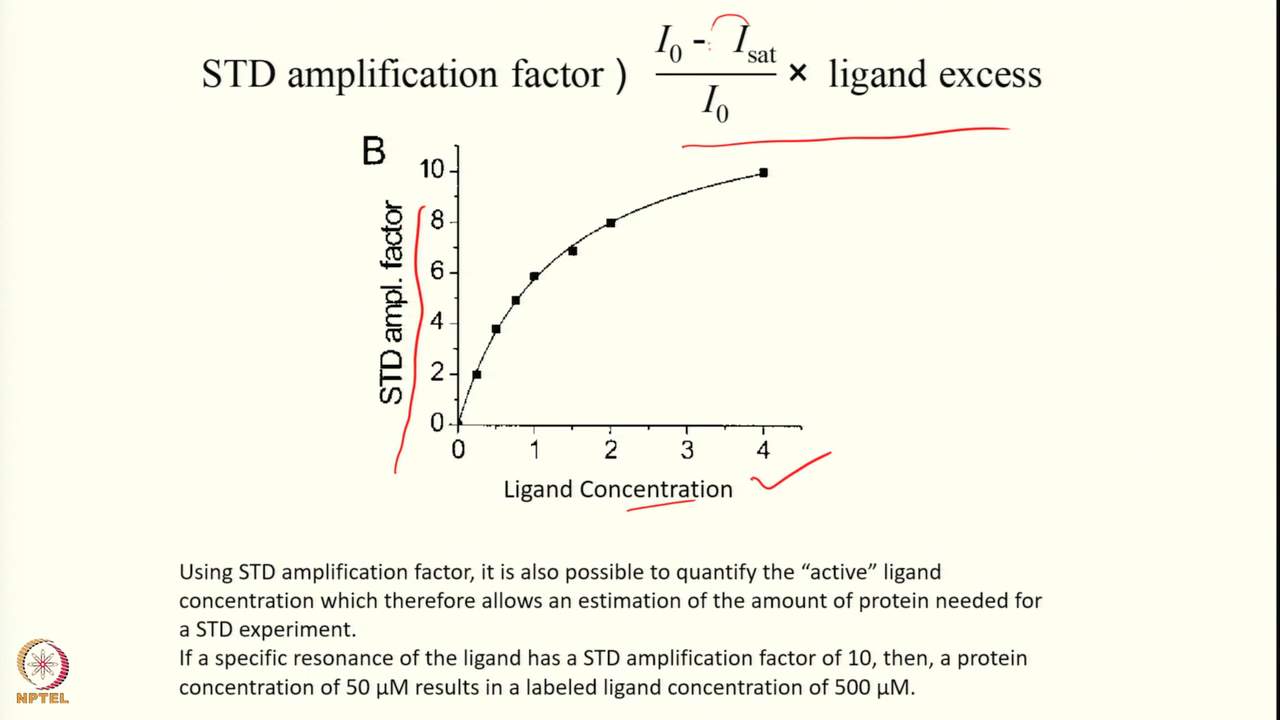 STD amplification factor ) I0 - Isat / I0 × ligand excess
B
STD ampl. factor
10
8
6
4
2
0
0 1 2 3 4
Ligand Concentration
Using STD amplification factor, it is also possible to quantify the “active” ligand
concentration which therefore allows an estimation of the amount of protein needed for
a STD experiment.
If a specific resonance of the ligand has a STD amplification factor of 10, then, a protein
concentration of 50 μM results in a labeled ligand concentration of 500 μM.
NPTEL